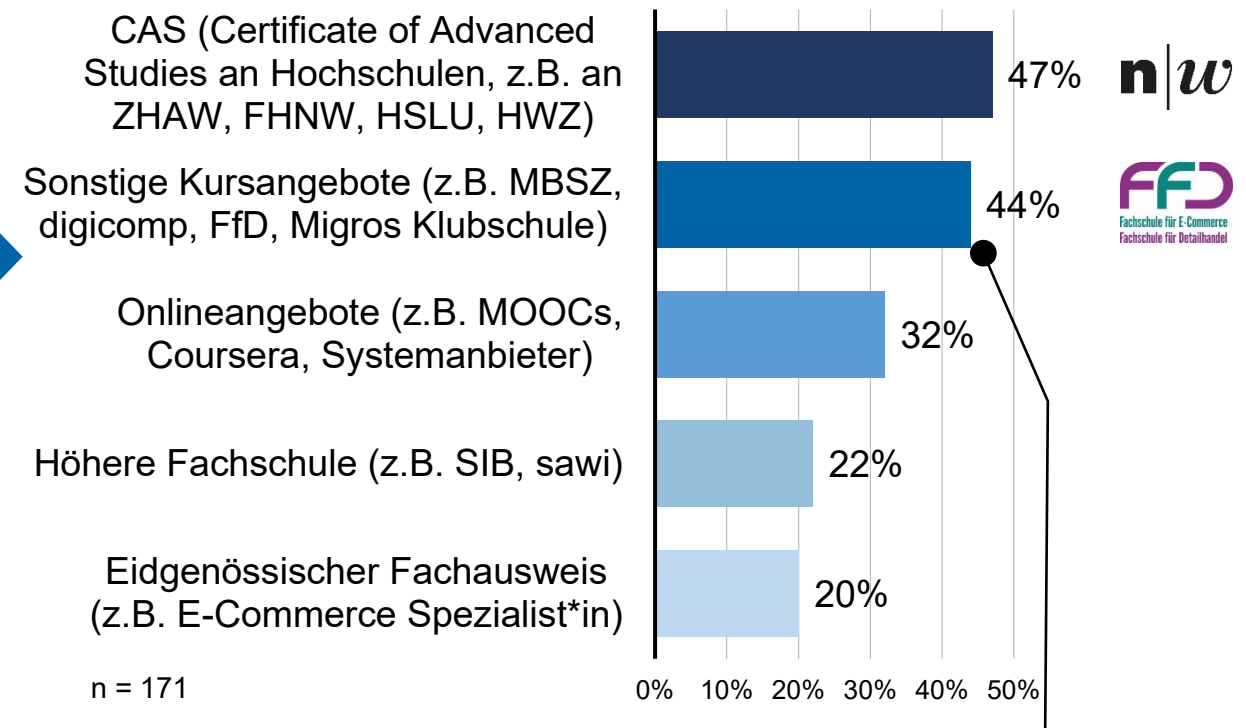 CAS (Certificate of Advanced
Studies an Hochschulen, z.B. an
ZHAW, FHNW, HSLU, HWZ)
47%
n|w
Sonstige Kursangebote (z.B. MBSZ,
digicomp, FfD, Migros Klubschule)
44%
FFD
Fachschule für E-Commerce
Fachschule für Detailhandel
Onlineangebote (z.B. MOOCs,
Coursera, Systemanbieter)
32%
Höhere Fachschule (z.B. SIB, sawi)
22%
Eidgenössischer Fachausweis
(z.B. E-Commerce Spezialist*in)
20%
n = 171
0% 10% 20% 30% 40% 50%